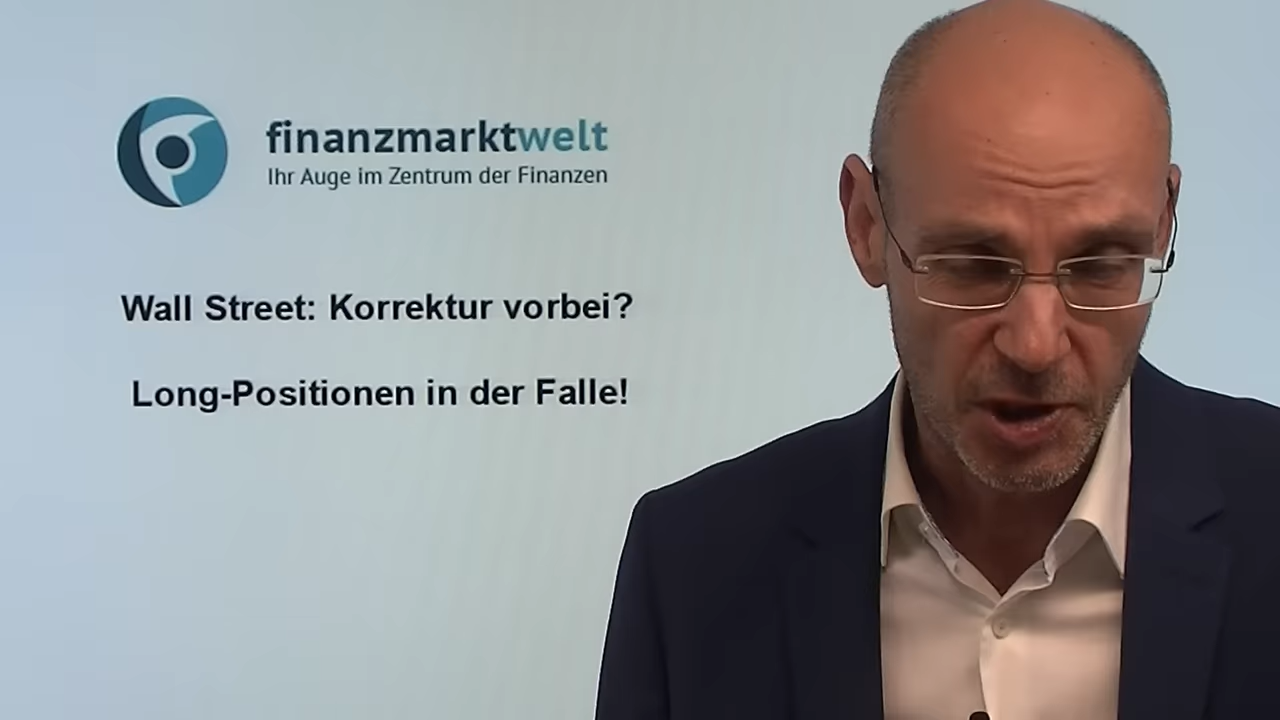 finanzmarktwelt
Ihr Auge im Zentrum der Finanzen
Wall Street: Korrektur vorbei?
Long-Positionen in der Falle!